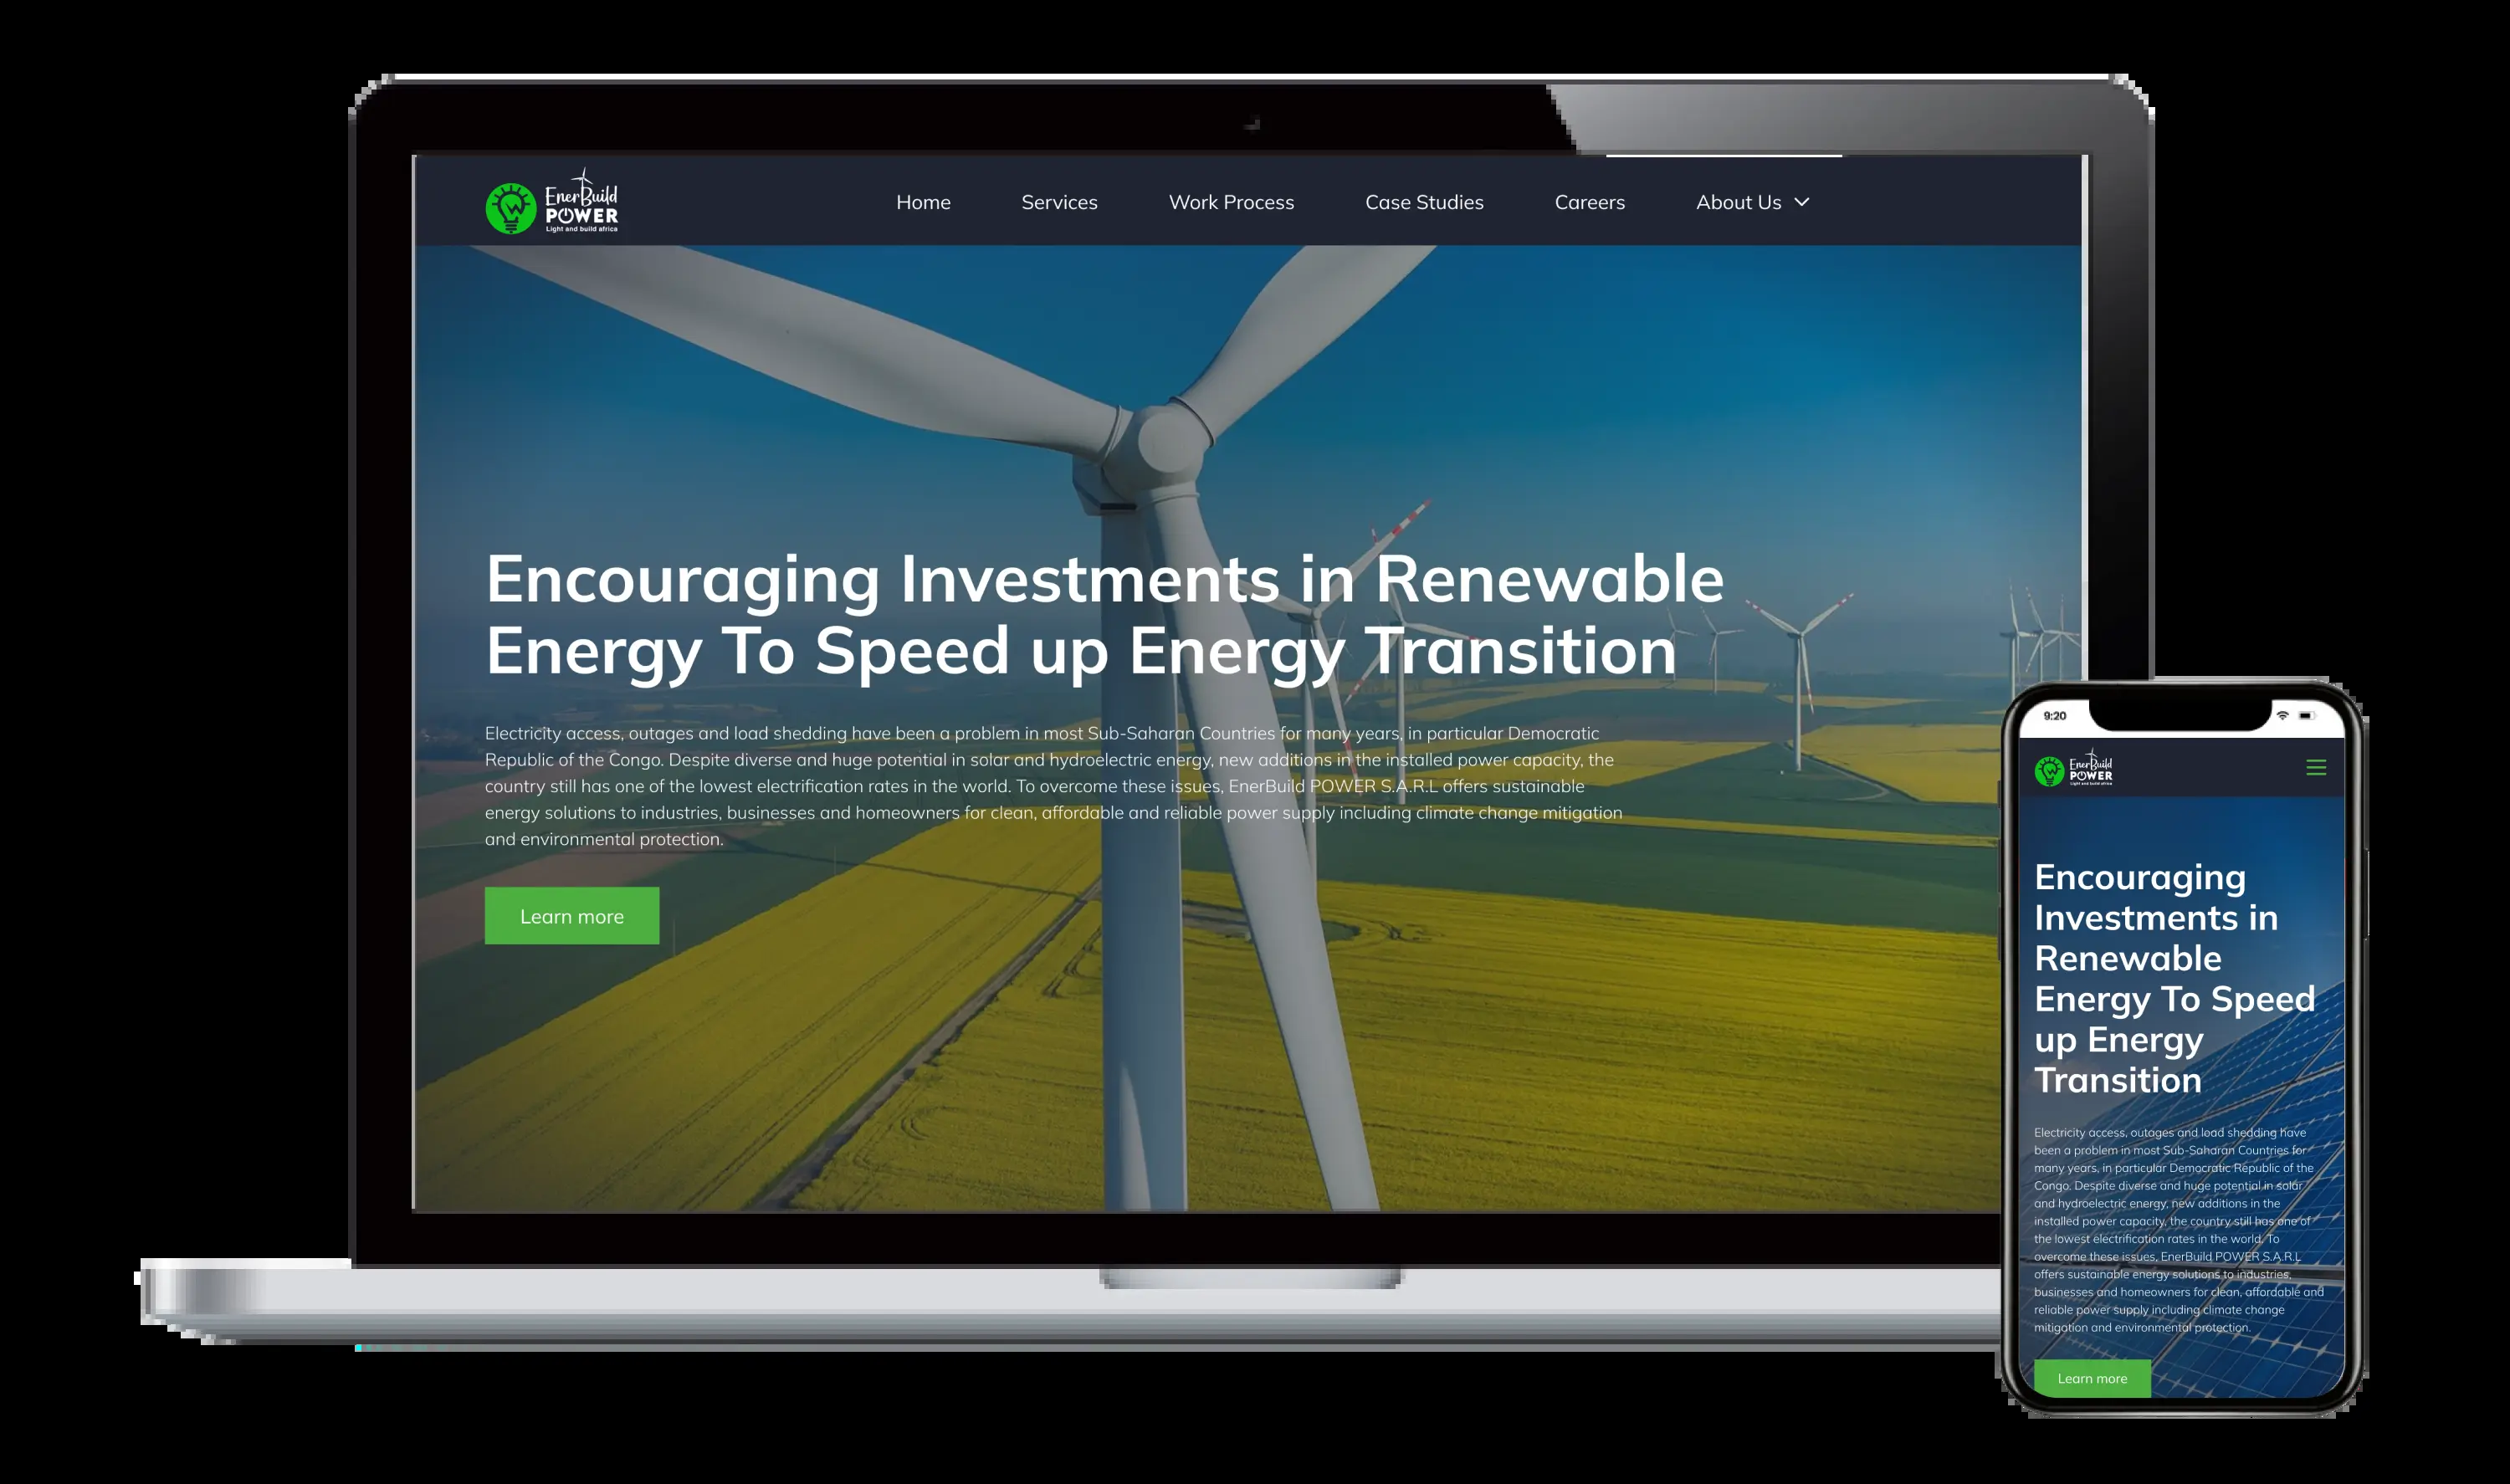 EnerBuild
POWER
Light and build africa
Home
Services
Work Process
Case Studies
Careers
About Us
Encouraging Investments in Renewable
Energy To Speed up Energy Transition
Electricity access, outages and load shedding have been a problem in most Sub-Saharan Countries for many years, in particular Democratic
Republic of the Congo. Despite diverse and huge potential in solar and hydroelectric energy, new additions in the installed power capacity, the
country still has one of the lowest electrification rates in the world. To overcome these issues, EnerBuild POWER S.A.R.L offers sustainable
energy solutions to industries, businesses and homeowners for clean, affordable and reliable power supply including climate change mitigation
and environmental protection.
Learn more
9:20
EnerBuild
POWER
Light and build africa
Encouraging
Investments in
Renewable
Energy To Speed
up Energy
Transition
Electricity access, outages and load shedding have
been a problem in most Sub-Saharan Countries for
many years, in particular Democratic Republic of the
Congo. Despite diverse and huge potential in solar
and hydroelectric energy, new additions in the
installed power capacity, the country still has one of
the lowest electrification rates in the world. To
overcome these issues, EnerBuild POWER S.A.R.L
offers sustainable energy solutions to industries,
businesses and homeowners for clean, affordable and
reliable power supply including climate change
mitigation and environmental protection.
Learn more